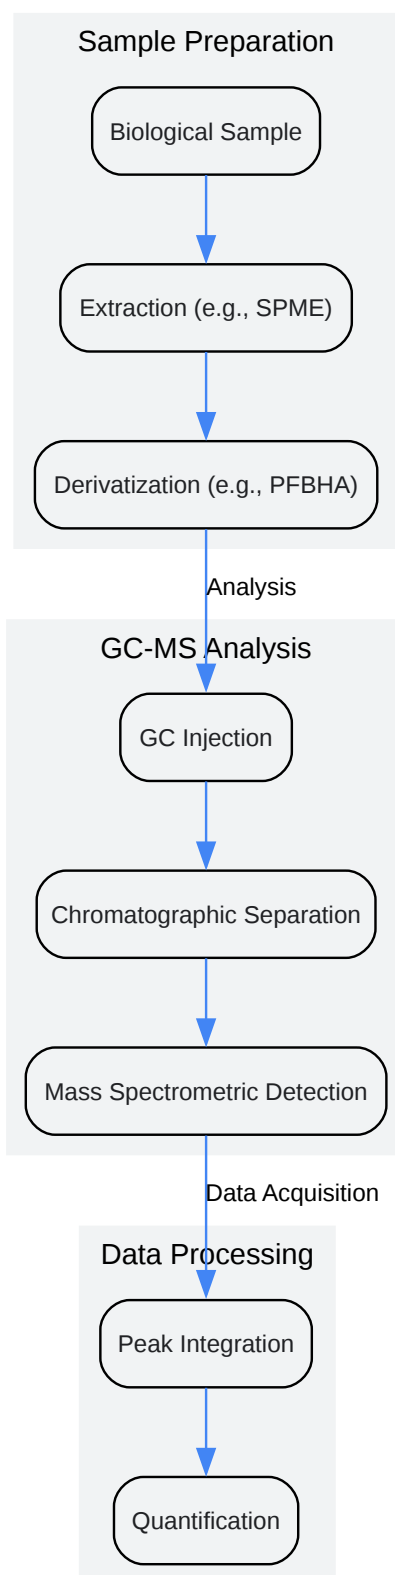 Sample Preparation
Biological Sample
Extraction (e.g., SPME)
Derivatization (e.g., PFBHA)
Analysis
GC-MS Analysis
GC Injection
Chromatographic Separation
Mass Spectrometric Detection
Data Acquisition
Data Processing
Peak Integration
Quantification